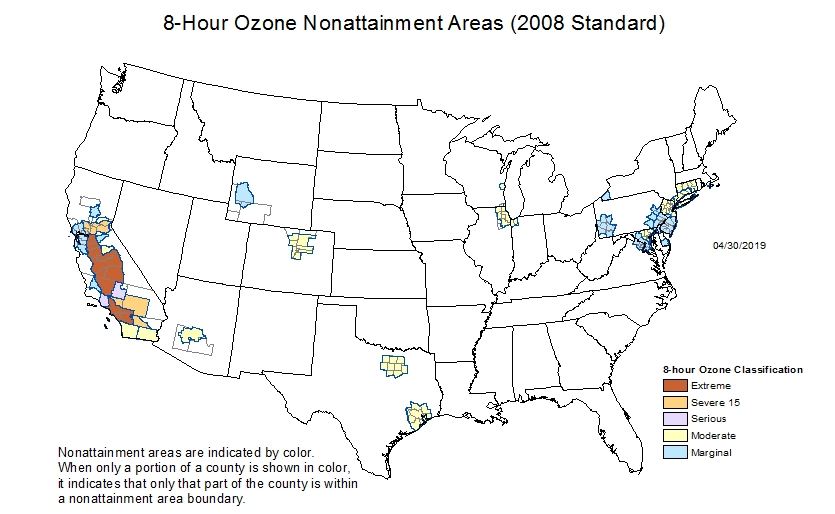 8-Hour Ozone Nonattainment Areas (2008 Standard)
04/30/2019
8-hour Ozone Classification
Extreme
Severe 15
Serious
Moderate
Marginal
Nonattainment areas are indicated by color.
When only a portion of a county is shown in color,
it indicates that only that part of the county is within
a nonattainment area boundary.